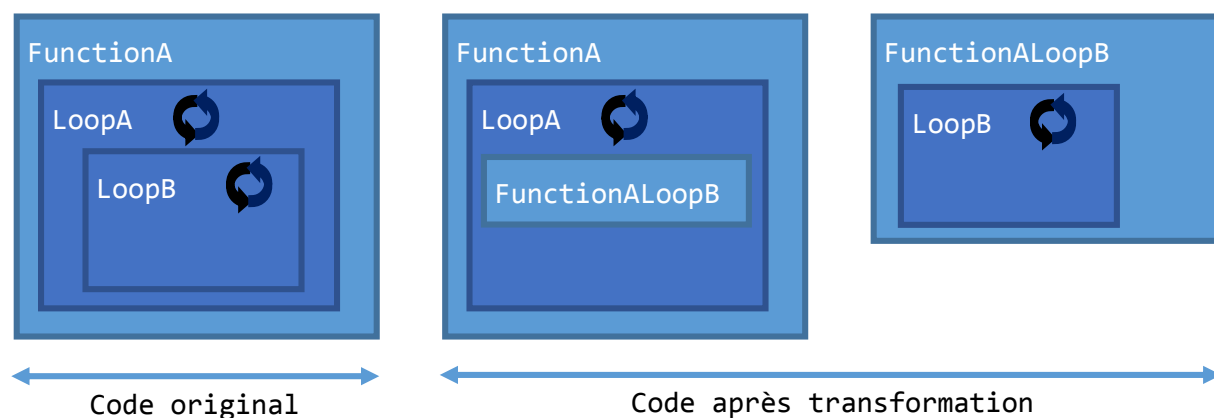 FunctionA
LoopA
LoopB
Code original
FunctionA
LoopA
FunctionALoopB
FunctionALoopB
LoopB
Code après transformation